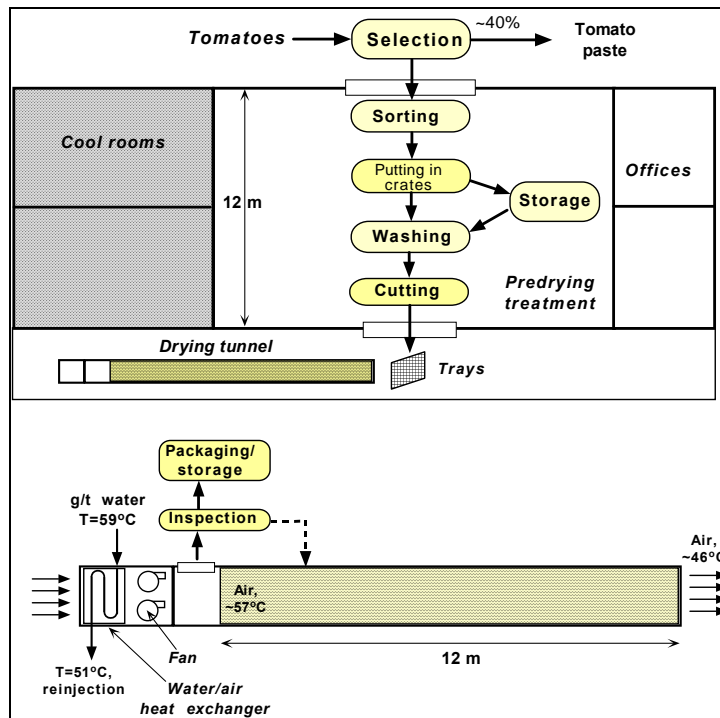 Tomatoes
Selection
~40%
Tomato
paste
Sorting
Cool rooms
Putting in
crates
Offices
12 m
Storage
Washing
Cutting
Predrying
treatment
Drying tunnel
Trays
Packaging/
storage
g/t water
T=59°C
Inspection
Air,
~46°C
Air,
~57°C
T=51°C,
reinjection
Fan
12 m
Water/air
heat exchanger